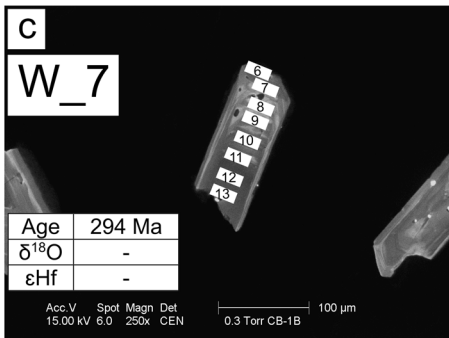 C
W_7
6
7
8
9
10
11
12
13
Age 294 Ma
δ¹⁸O -
εHf -
Acc.V Spot Magn Det 100 µm
15.00 kV 6.0 250x CEN 0.3 Torr CB-1B